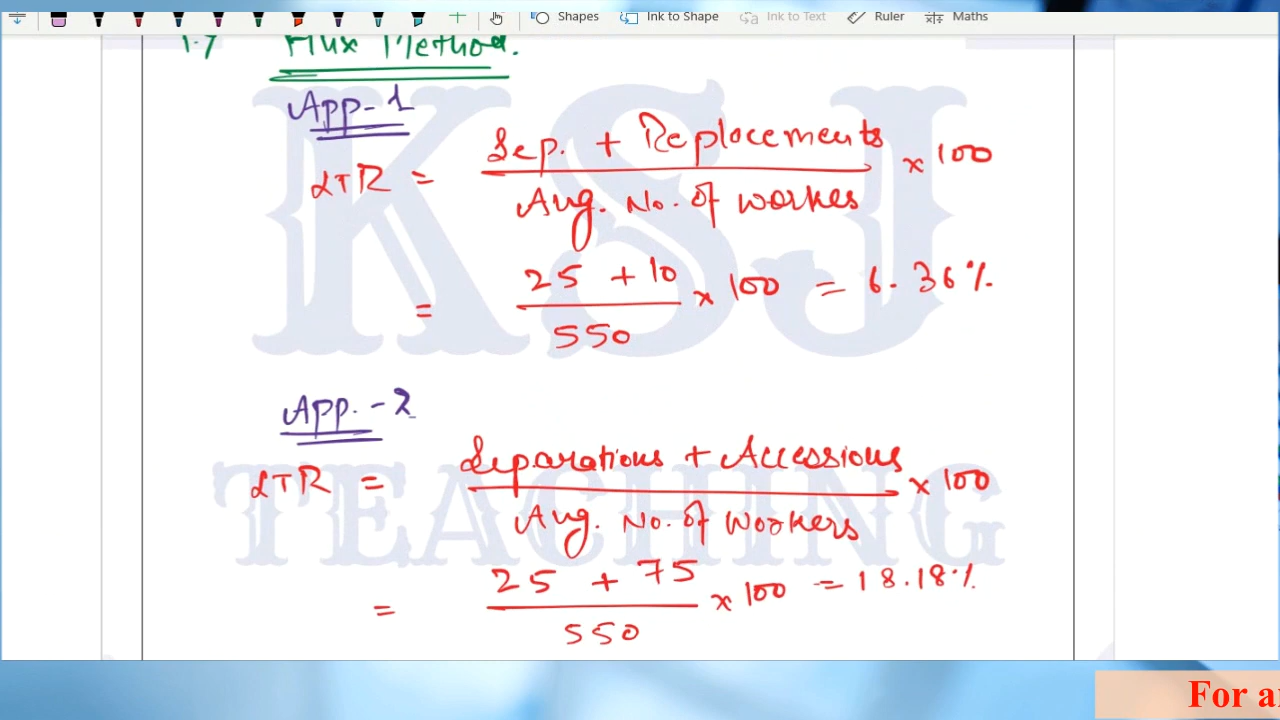 Shapes Ink to Shape Ink to Text Ruler Maths
Flux Method.
App-1
LTR = Sep. + Replacements / Avg. No. of workes x 100
= 25 + 10 / 550 x 100 = 6.36%
App.-2
LTR = Separations + Accessions / Avg. No. of Workers x 100
= 25 + 75 / 550 x 100 = 18.18%
KSJ
TEACHING
For a